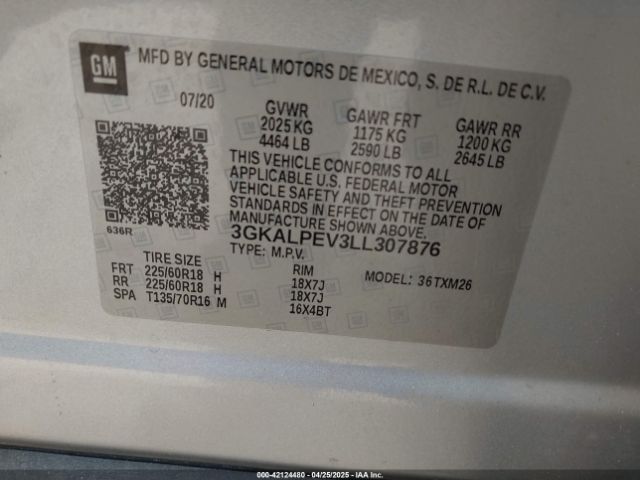 GM
MFD BY GENERAL MOTORS DE MEXICO, S. DE R.L. DE C.V.
07/20 GVWR GAWR FRT GAWR RR
2025 KG 1175 KG 1200 KG
4464 LB 2590 LB 2645 LB
THIS VEHICLE CONFORMS TO ALL
APPLICABLE U.S. FEDERAL MOTOR
VEHICLE SAFETY AND THEFT PREVENTION
STANDARDS IN EFFECT ON THE DATE OF
MANUFACTURE SHOWN ABOVE.
636R
3GKALPEV3LL307876
TYPE: M.P.V.
TIRE SIZE RIM MODEL: 36TXM26
FRT 225/60R18 H 18X7J
RR 225/60R18 H 18X7J
SPA T135/70R16 M 16X4BT
000-42124480 - 04/25/2025 - IAA, Inc.